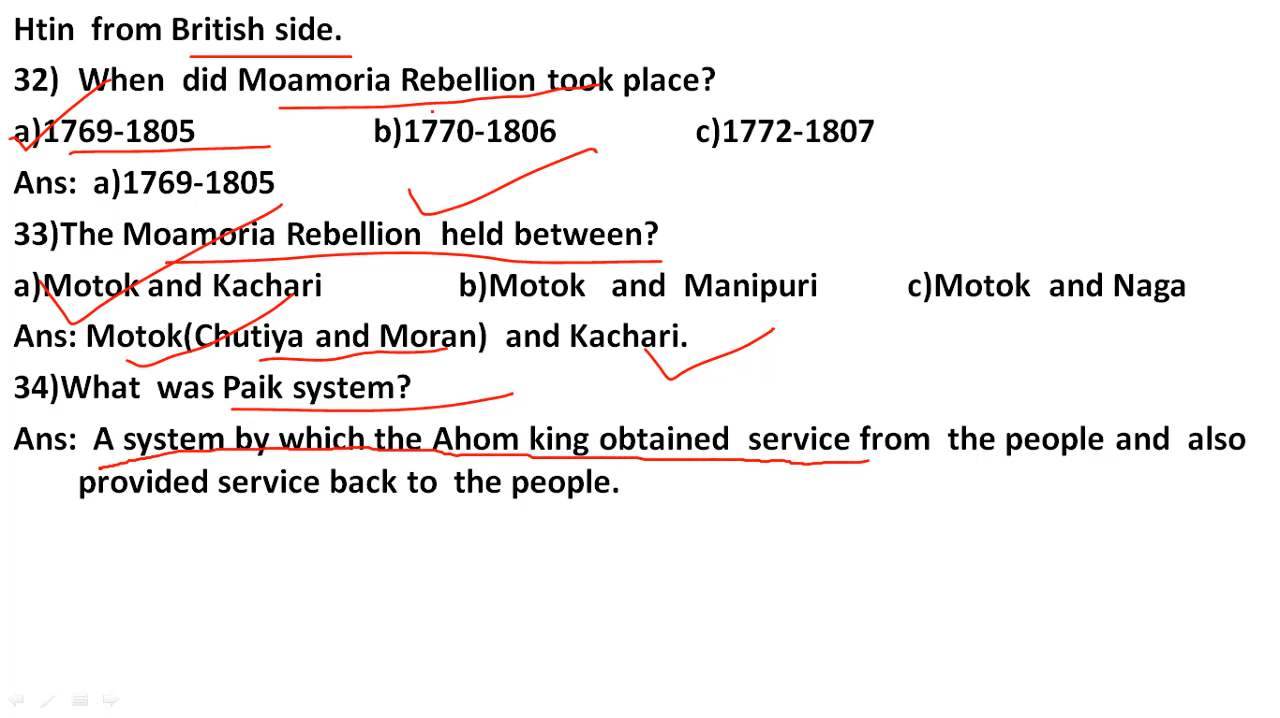 Htin from British side.
32) When did Moamoria Rebellion took place?
a)1769-1805 b)1770-1806 c)1772-1807
Ans: a)1769-1805
33)The Moamoria Rebellion held between?
a)Motok and Kachari b)Motok and Manipuri c)Motok and Naga
Ans: Motok(Chutiya and Moran) and Kachari.
34)What was Paik system?
Ans: A system by which the Ahom king obtained service from the people and also
provided service back to the people.